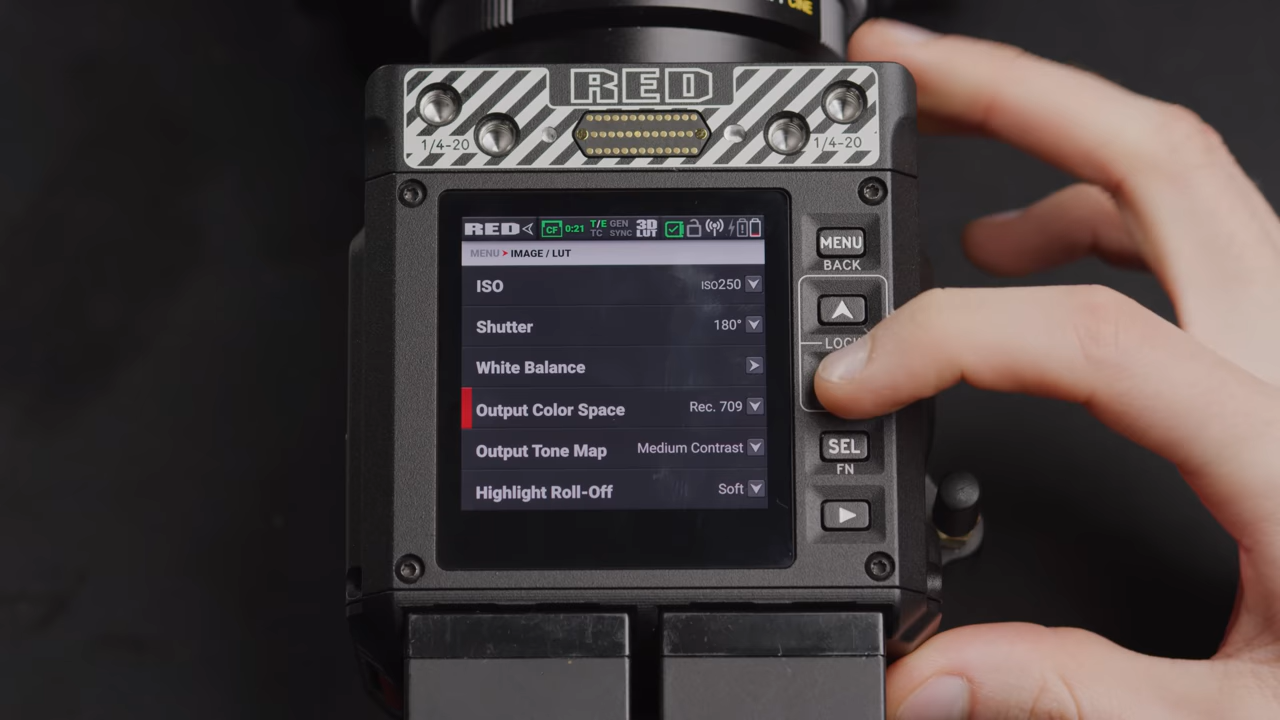 CINE
RED
1/4-20
1/4-20
RED CF 0:21 T/E TC GEN SYNC 3D LUT
MENU > IMAGE / LUT
ISO ISO250
Shutter 180°
White Balance
Output Color Space Rec. 709
Output Tone Map Medium Contrast
Highlight Roll-Off Soft
MENU
BACK
LOCK
SEL
FN